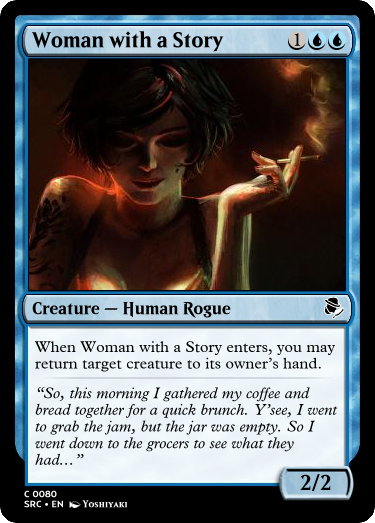 Woman with a Story 1
Creature — Human Rogue
When Woman with a Story enters, you may
return target creature to its owner's hand.
“So, this morning I gathered my coffee and
bread together for a quick brunch. Y'see, I went
to grab the jam, but the jar was empty. So I
went down to the grocers to see what they
had…”
2/2
C 0080
SRC • EN Yoshiyaki